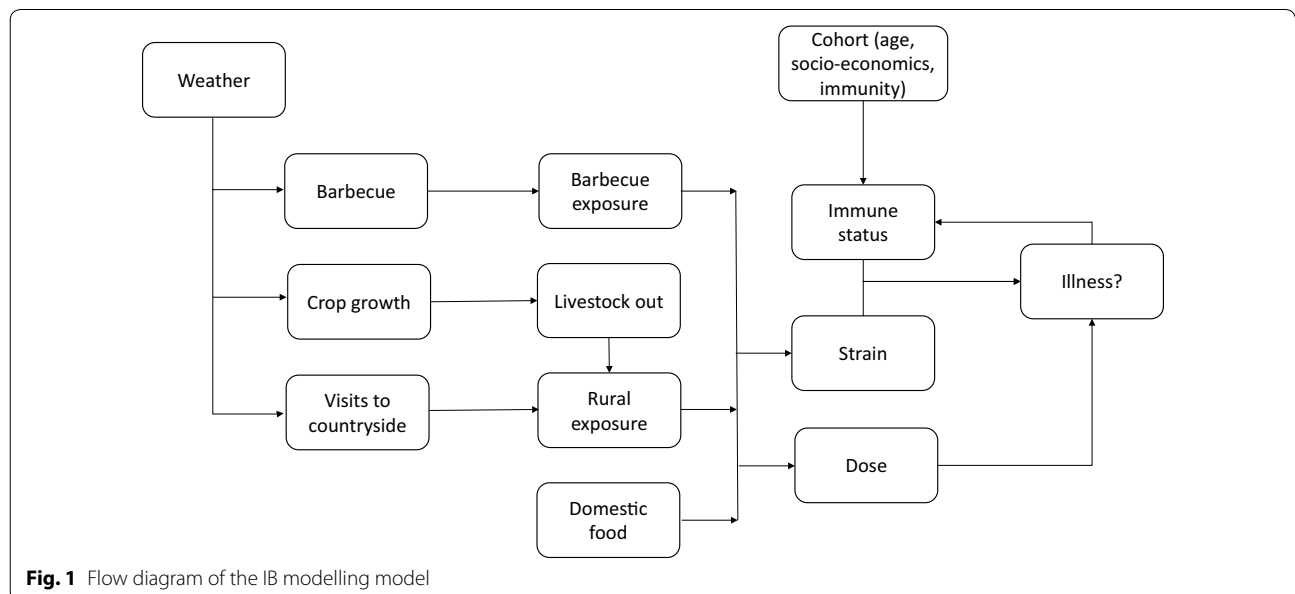 Weather
Cohort (age,
socio-economics,
immunity)
Barbecue
Barbecue
exposure
Immune
status
Illness?
Crop growth
Livestock out
Strain
Visits to
countryside
Rural
exposure
Dose
Domestic
food
Fig. 1 Flow diagram of the IB modelling model